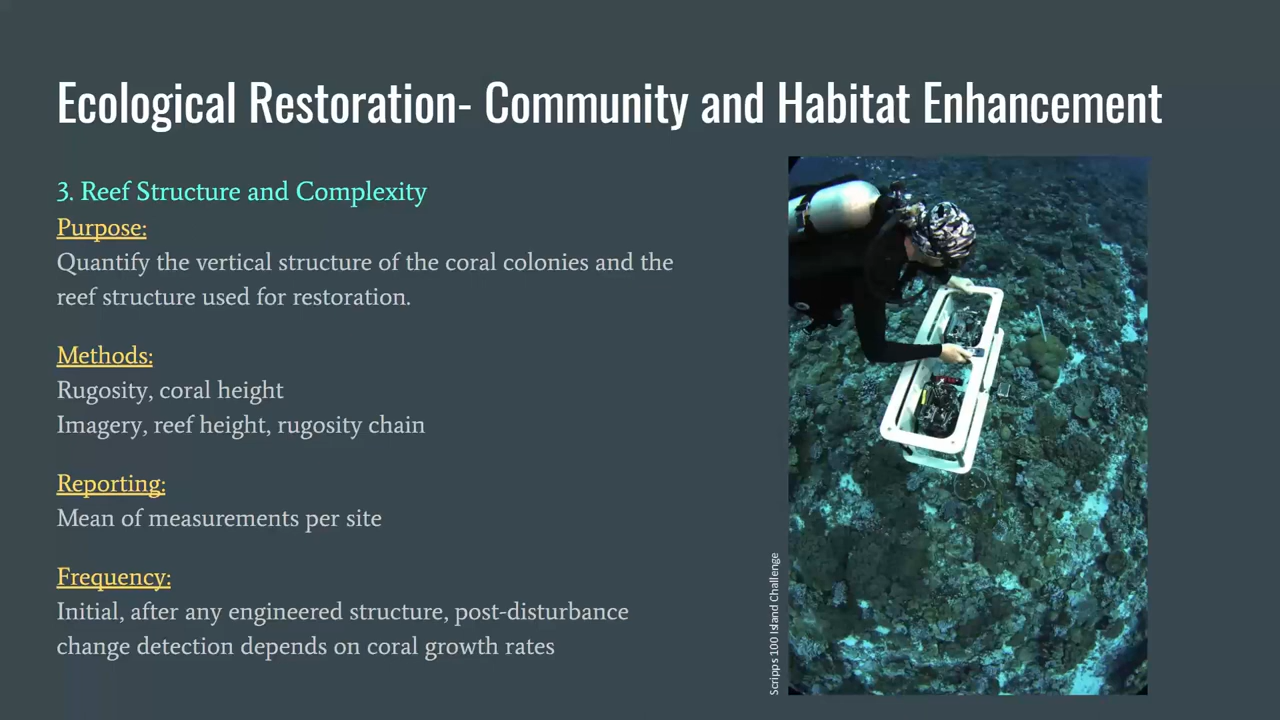 Ecological Restoration- Community and Habitat Enhancement
3. Reef Structure and Complexity
Purpose:
Quantify the vertical structure of the coral colonies and the
reef structure used for restoration.
Methods:
Rugosity, coral height
Imagery, reef height, rugosity chain
Reporting:
Mean of measurements per site
Frequency:
Initial, after any engineered structure, post-disturbance
change detection depends on coral growth rates
Scripps 100 Island Challenge